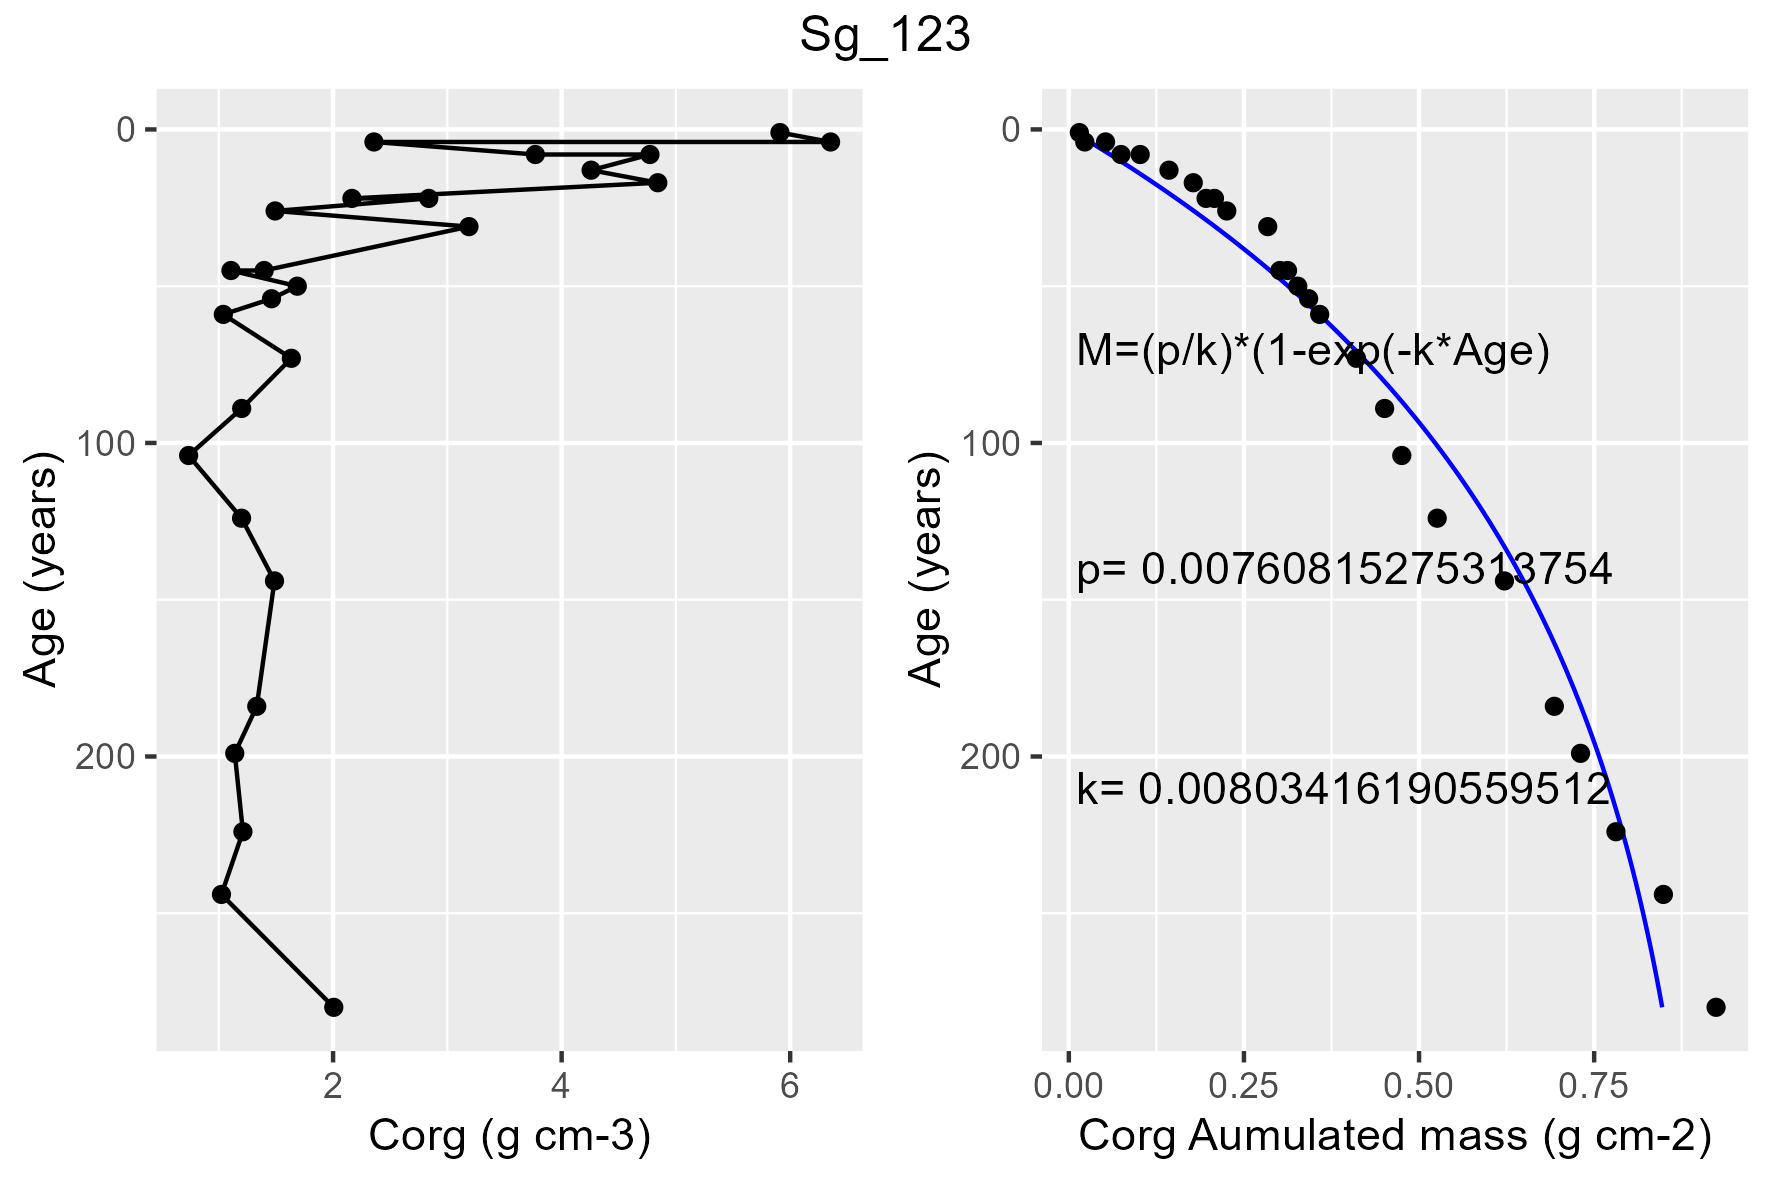 Sg_123
0
100
200
Age (years)
2
4
6
Corg (g cm-3)
0
100
200
Age (years)
M=(p/k)*(1-exp(-k*Age)
p= 0.00760815275313754
k= 0.00803416190559512
0.00
0.25
0.50
0.75
Corg Aumulated mass (g cm-2)